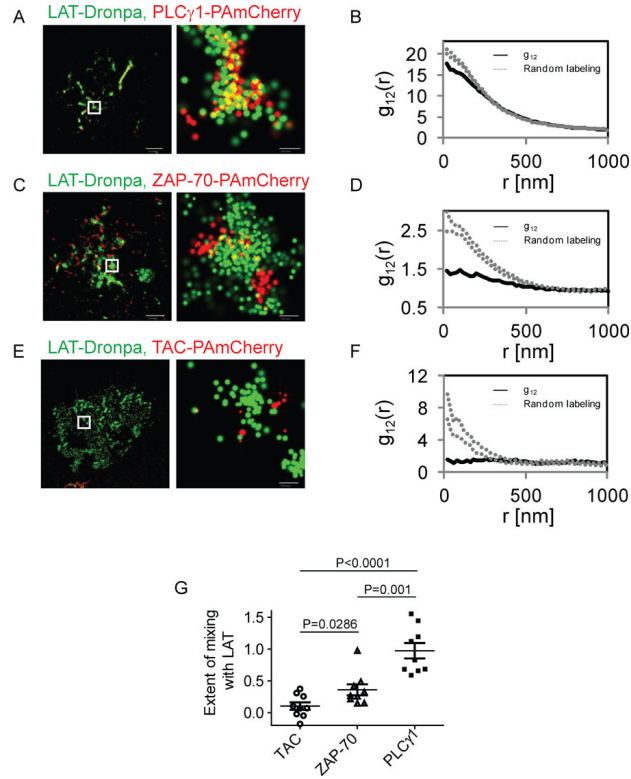 A LAT-Dronpa, PLCγ1-PAmCherry
B
g12(r)
20
15
10
5
0
g12
Random labeling
0 500 1000
r [nm]
C LAT-Dronpa, ZAP-70-PAmCherry
D
g12(r)
2.5
1.5
0.5
g12
Random labeling
0 500 1000
r [nm]
E LAT-Dronpa, TAC-PAmCherry
F
g12(r)
12
8
4
0
g12
Random labeling
0 500 1000
r [nm]
G
P<0.0001
P=0.001
P=0.0286
Extent of mixing
with LAT
1.5
1.0
0.5
0.0
TAC
ZAP-70
PLCγ1